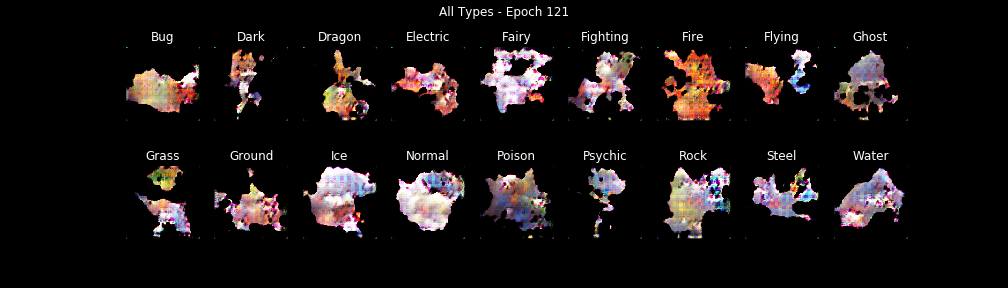 All Types - Epoch 121
Bug Dark Dragon Electric Fairy Fighting Fire Flying Ghost
Grass Ground Ice Normal Poison Psychic Rock Steel Water